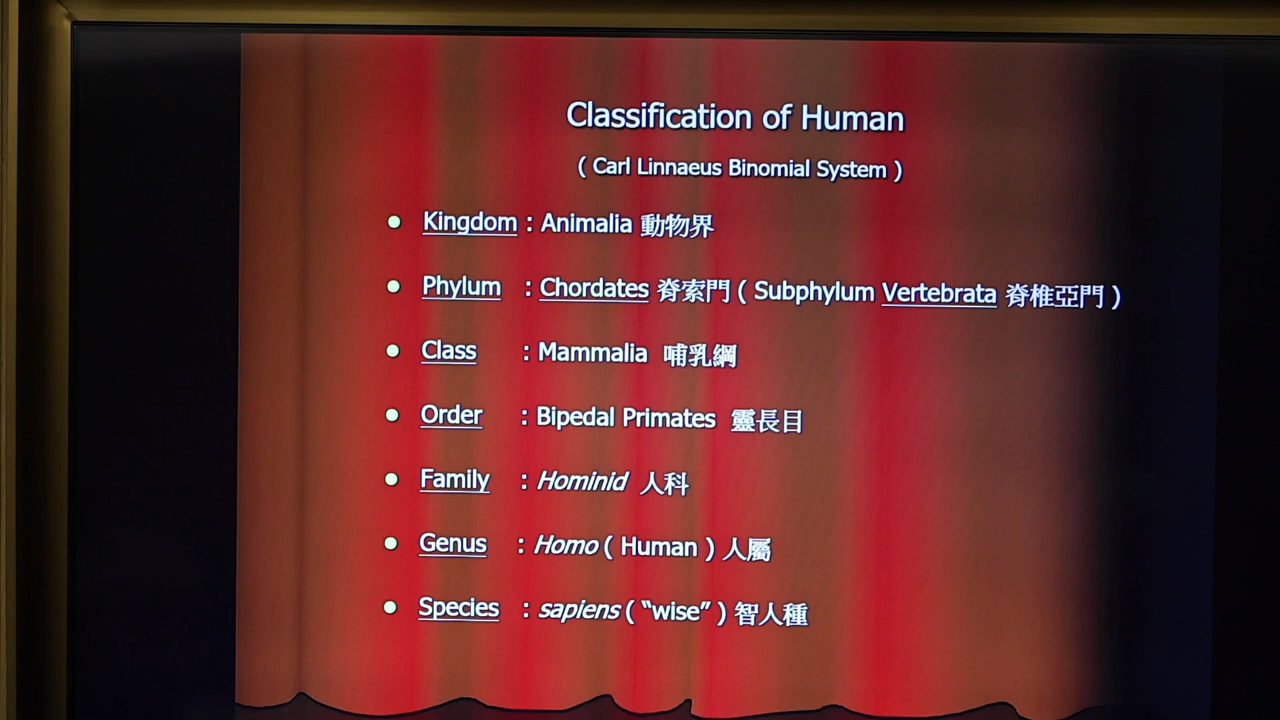 Classification of Human
( Carl Linnaeus Binomial System )
Kingdom : Animalia 動物界
Phylum : Chordates 脊索門 ( Subphylum Vertebrata 脊椎亞門 )
Class : Mammalia 哺乳綱
Order : Bipedal Primates 靈長目
Family : Hominid 人科
Genus : Homo ( Human ) 人屬
Species : sapiens ( “wise” ) 智人種